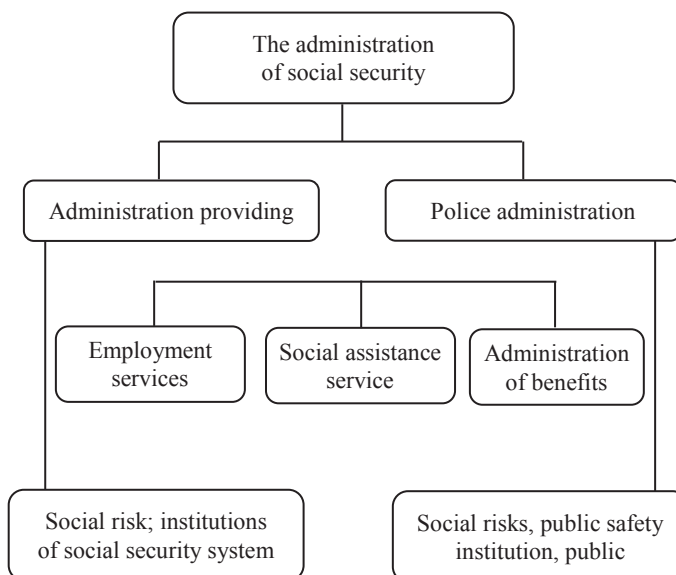 The administration
of social security
Administration providing
Police administration
Employment
services
Social assistance
service
Administration
of benefits
Social risk; institutions
of social security system
Social risks, public safety
institution, public